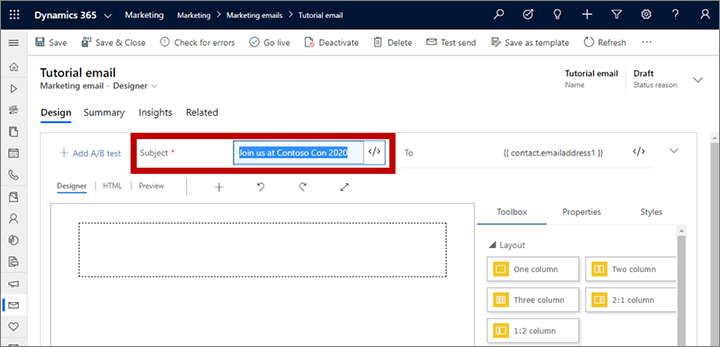 Dynamics 365 Marketing Marketing > Marketing emails > Tutorial email
Save Save & Close Check for errors Go live Deactivate Delete Test send Save as template Refresh ...
Tutorial email
Marketing email · Designer
Tutorial email
Name
Draft
Status reason
Design Summary Insights Related
+ Add A/B test Subject * Join us at Contoso Con 2020 </> To {{ contact.emailaddress1 }} </>
Designer HTML Preview
Toolbox Properties Styles
Layout
One column Two column
Three column 2:1 column
1:2 column